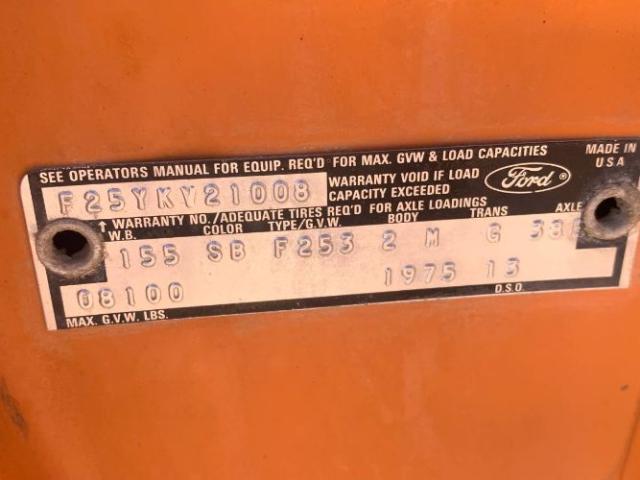 SEE OPERATORS MANUAL FOR EQUIP. REQ'D FOR MAX. GVW & LOAD CAPACITIES
MADE IN
U S A
F25YKV21008
WARRANTY VOID IF LOAD
CAPACITY EXCEEDED
Ford
↑ WARRANTY NO./ADEQUATE TIRES REQ'D FOR AXLE LOADINGS
W.B. COLOR TYPE/G.V.W. BODY TRANS AXLE
155 SB F253 2 M G
08100 1975 13
MAX. G.V.W. LBS. D.S.O.